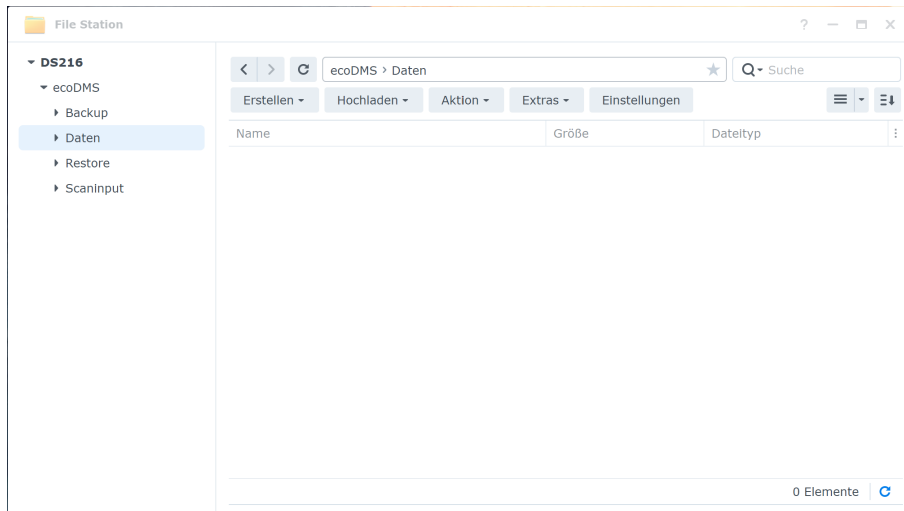 File Station
DS216
ecoDMS
Backup
Daten
Restore
Scaninput
ecoDMS > Daten
Suche
Erstellen Hochladen Aktion Extras Einstellungen
Name Größe Dateityp
0 Elemente